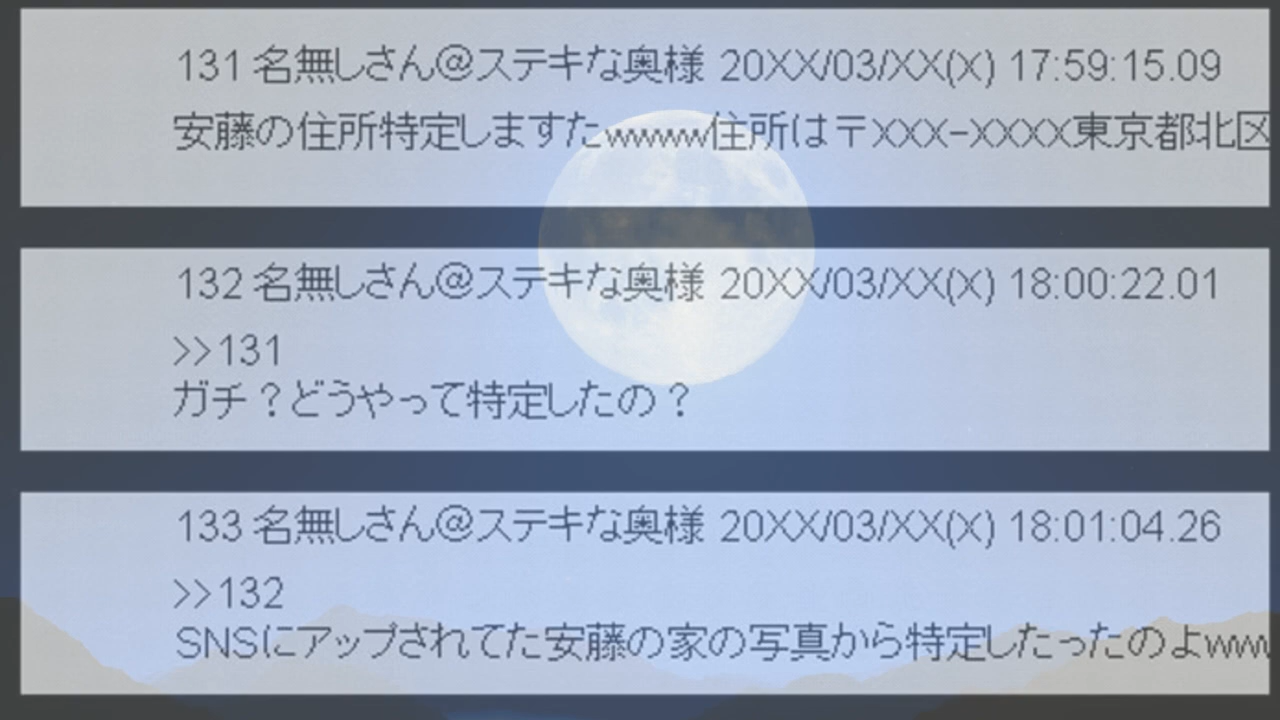 131 名無しさん@ステキな奥様 20XX/03/XX(X) 17:59:15.09
安藤の住所特定しますたwwwww住所は〒XXX-XXXX東京都北区
132 名無しさん@ステキな奥様 20XX/03/XX(X) 18:00:22.01
>>131
ガチ？どうやって特定したの？
133 名無しさん@ステキな奥様 20XX/03/XX(X) 18:01:04.26
>>132
SNSにアップされてた安藤の家の写真から特定したったのよwww